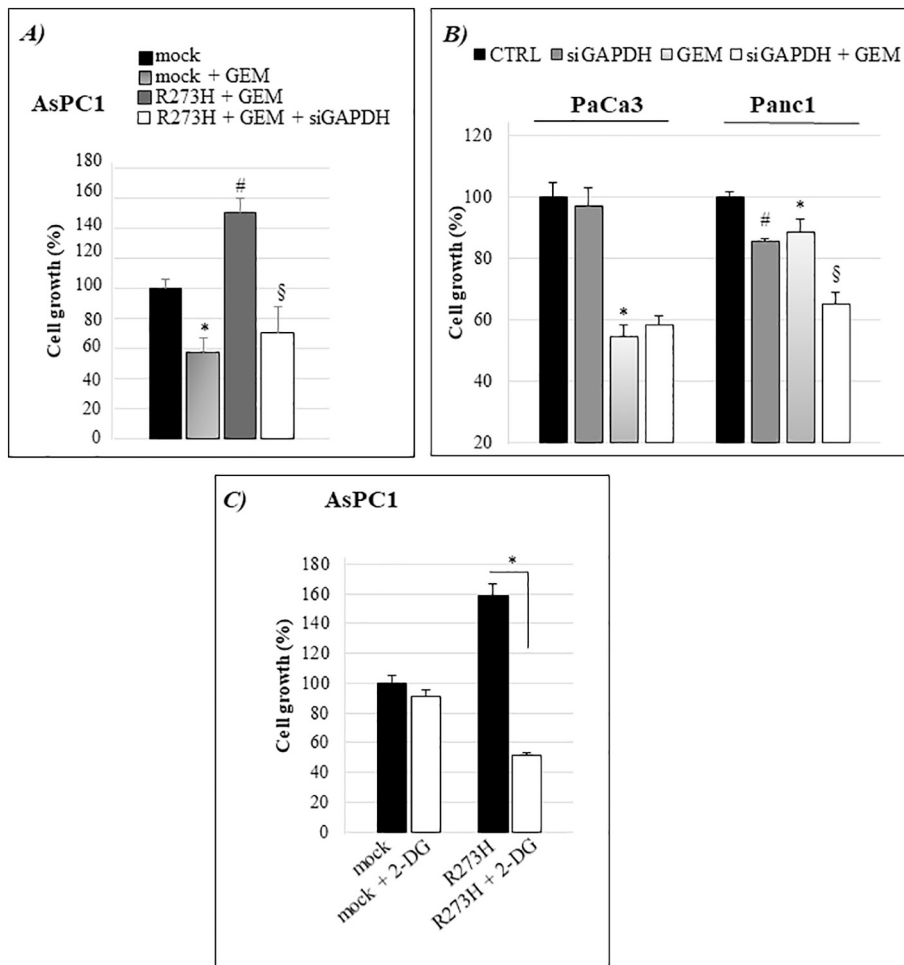 A)
mock
mock + GEM
R273H + GEM
R273H + GEM + siGAPDH
AsPC1
Cell growth (%)
180
160
140
120
100
80
60
40
20
0
*
#
§
B)
CTRL siGAPDH GEM siGAPDH + GEM
PaCa3 Panc1
Cell growth (%)
120
100
80
60
40
20
*
#
*
§
C) AsPC1
Cell growth (%)
180
160
140
120
100
80
60
40
20
0
*
mock
mock + 2-DG
R273H
R273H + 2-DG